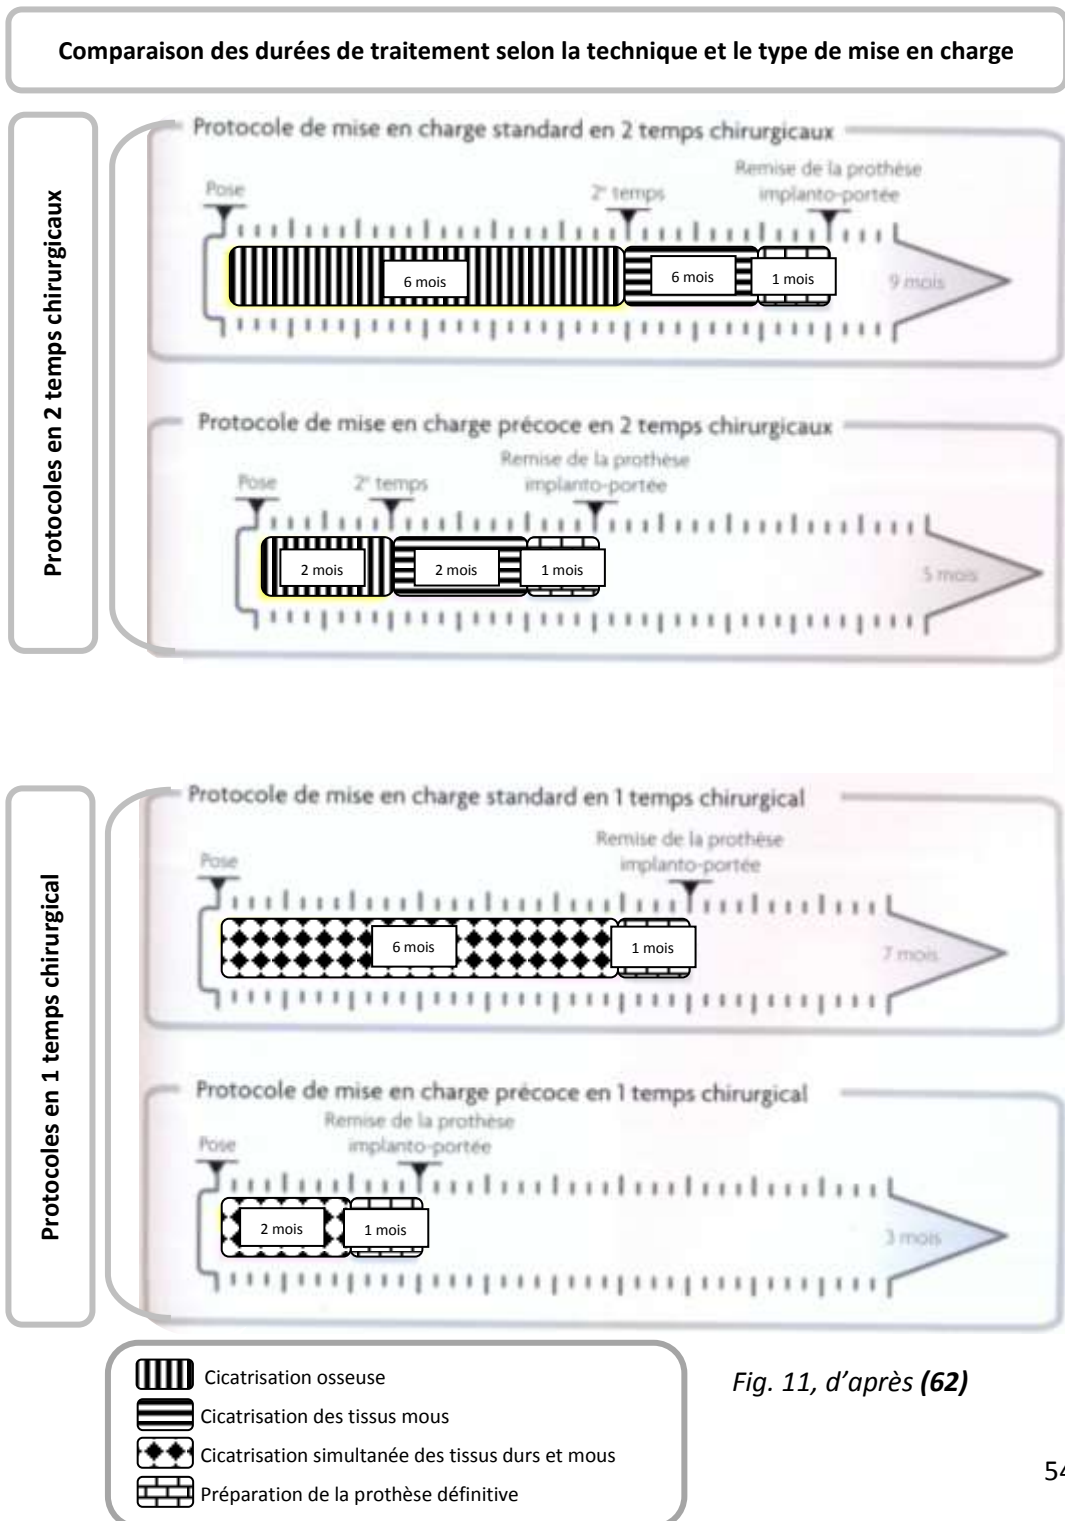 Comparaison des durées de traitement selon la technique et le type de mise en charge
Protocoles en 2 temps chirurgicaux
Protocole de mise en charge standard en 2 temps chirurgicaux
Pose
2e temps
Remise de la prothèse
implanto-portée
6 mois
6 mois
1 mois
9 mois
Protocole de mise en charge précoce en 2 temps chirurgicaux
Remise de la prothèse
Pose
2e temps
implanto-portée
2 mois
2 mois
1 mois
5 mois
Protocoles en 1 temps chirurgical
Protocole de mise en charge standard en 1 temps chirurgical
Remise de la prothèse
Pose
implanto-portée
6 mois
1 mois
7 mois
Protocole de mise en charge précoce en 1 temps chirurgical
Remise de la prothèse
Pose
implanto-portée
2 mois
1 mois
3 mois
Cicatrisation osseuse
Cicatrisation des tissus mous
Cicatrisation simultanée des tissus durs et mous
Préparation de la prothèse définitive
Fig. 11, d’après (62)
54